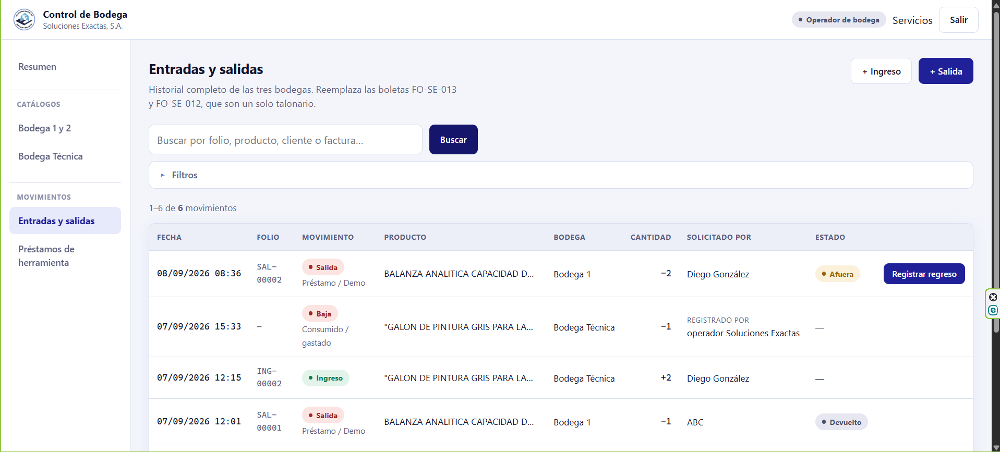 Control de Bodega
Soluciones Exactas, S.A.
Operador de bodega
Servicios
Salir
Resumen
CATÁLOGOS
Bodega 1 y 2
Bodega Técnica
MOVIMIENTOS
Entradas y salidas
Préstamos de
herramienta
Entradas y salidas
Historial completo de las tres bodegas. Reemplaza las boletas FO-SE-013
y FO-SE-012, que son un solo talonario.
+ Ingreso
+ Salida
Buscar por folio, producto, cliente o factura...
Buscar
Filtros
1–6 de 6 movimientos
FECHA FOLIO MOVIMIENTO PRODUCTO BODEGA CANTIDAD SOLICITADO POR ESTADO
08/09/2026 08:36 SAL-00002 Salida Préstamo / Demo BALANZA ANALITICA CAPACIDAD D... Bodega 1 −2 Diego González Afuera Registrar regreso
07/09/2026 15:33 — Baja Consumido / gastado "GALON DE PINTURA GRIS PARA LA... Bodega Técnica −1 REGISTRADO POR operador Soluciones Exactas —
07/09/2026 12:15 ING-00002 Ingreso "GALON DE PINTURA GRIS PARA LA... Bodega Técnica +2 Diego González —
07/09/2026 12:01 SAL-00001 Salida Préstamo / Demo BALANZA ANALITICA CAPACIDAD D... Bodega 1 −1 ABC Devuelto